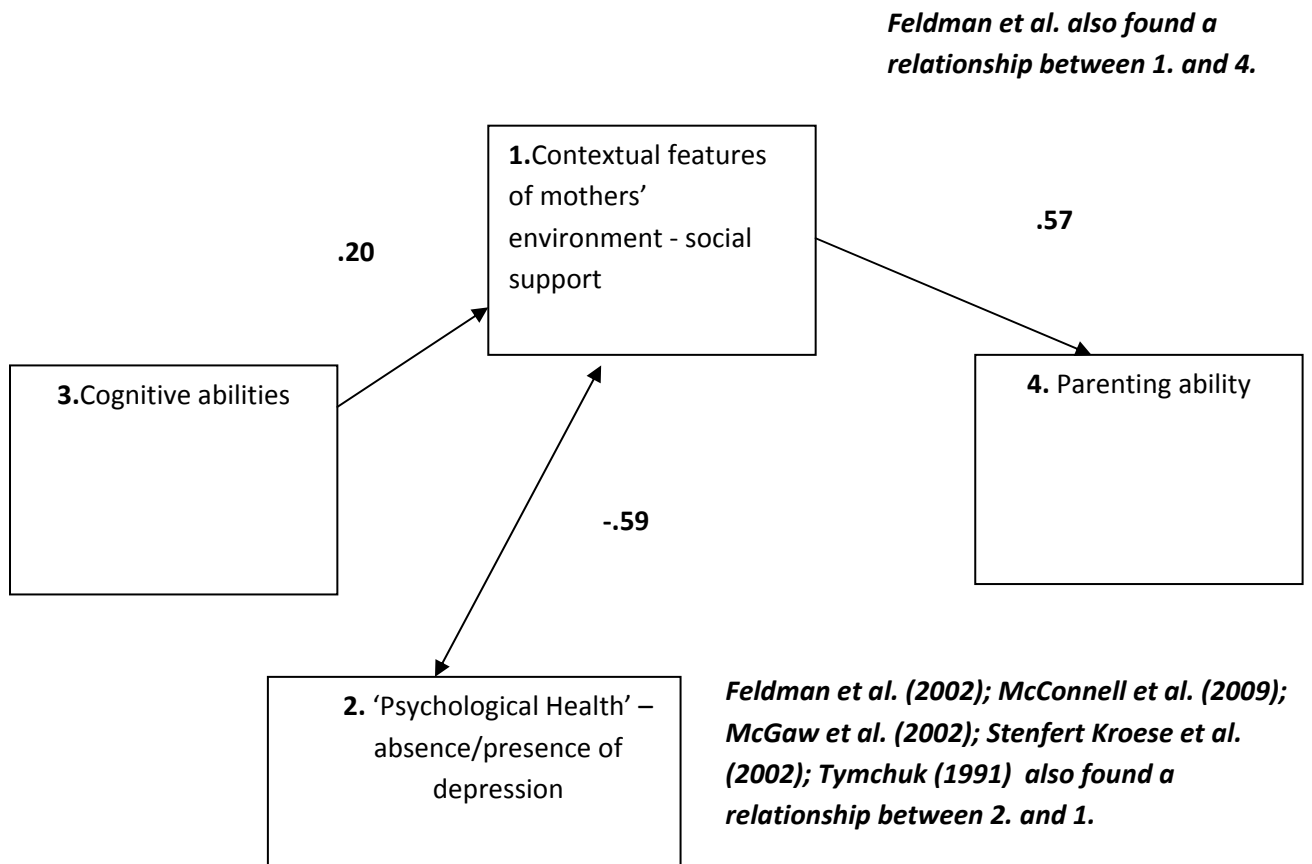 Feldman et al. also found a
relationship between 1. and 4.
1.Contextual features
of mothers’
environment - social
support
.57
.20
3.Cognitive abilities
4. Parenting ability
-.59
2. ‘Psychological Health’ –
absence/presence of
depression
Feldman et al. (2002); McConnell et al. (2009);
McGaw et al. (2002); Stenfert Kroese et al.
(2002); Tymchuk (1991) also found a
relationship between 2. and 1.